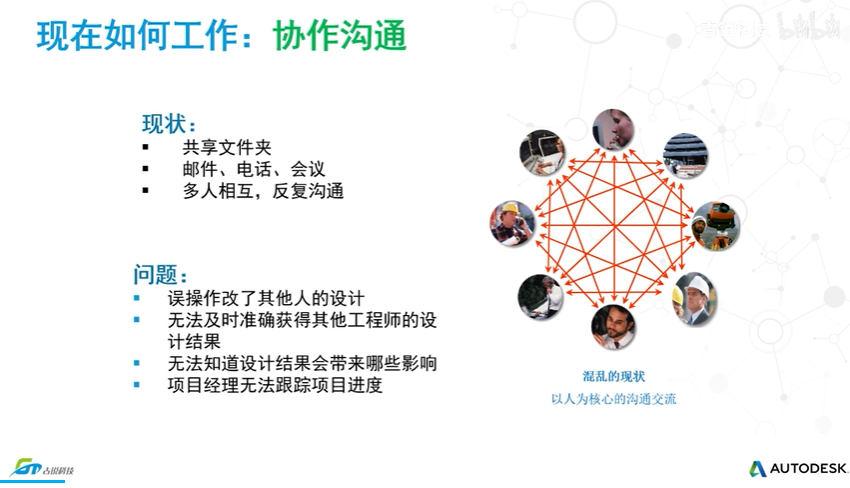 现在如何工作：协作沟通
现状：
共享文件夹
邮件、电话、会议
多人相互，反复沟通
问题：
误操作改了其他人的设计
无法及时准确获得其他工程师的设
计结果
无法知道设计结果会带来哪些影响
项目经理无法跟踪项目进度
混乱的现状
以人为核心的沟通交流
古锐科技
AUTODESK